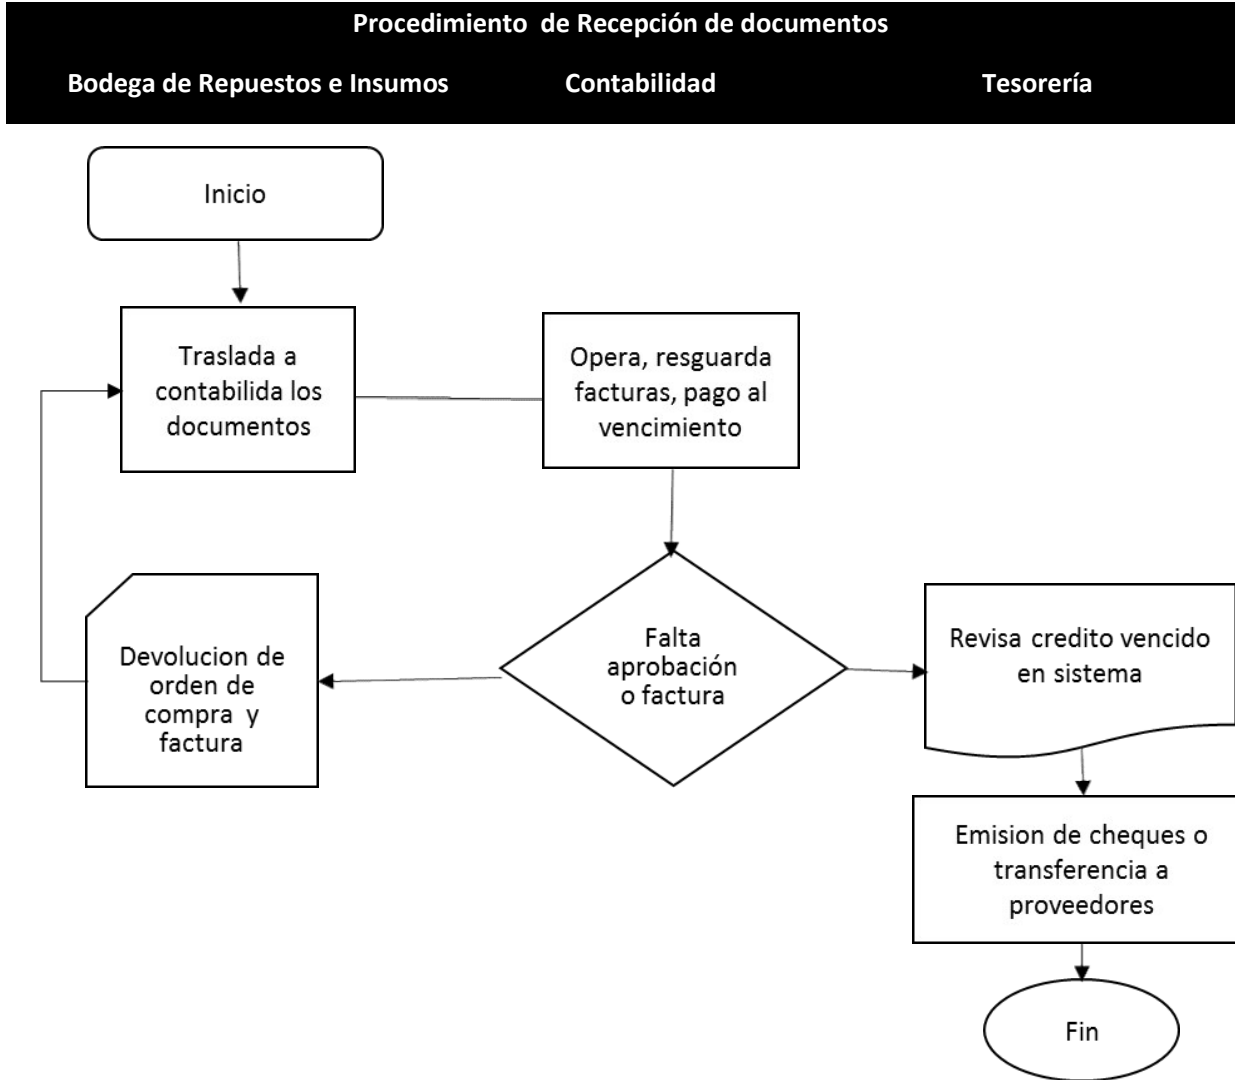 Procedimiento de Recepción de documentos
Bodega de Repuestos e Insumos
Contabilidad
Tesorería
Inicio
Traslada a
contabilida los
documentos
Opera, resguarda
facturas, pago al
vencimiento
Falta
aprobación
o factura
Devolucion de
orden de
compra y
factura
Revisa credito vencido
en sistema
Emision de cheques o
transferencia a
proveedores
Fin